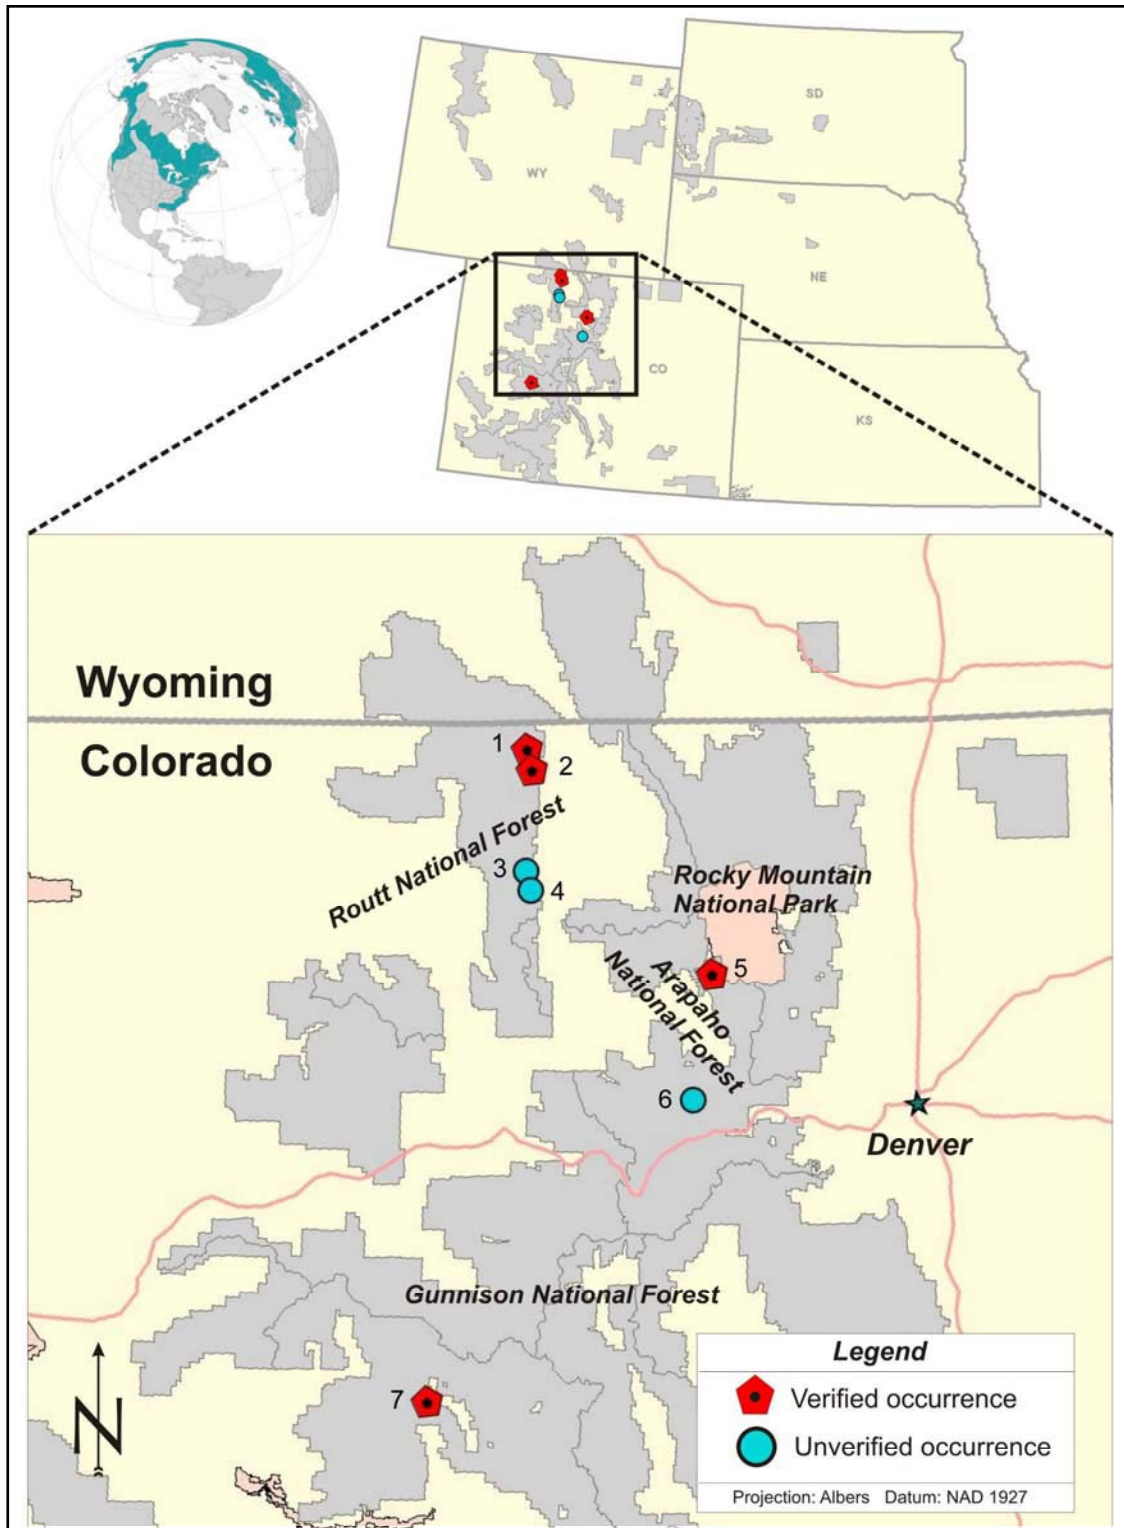 SD
WY
NE
CO
KS
Wyoming
Colorado
1
2
Routt National Forest
3
4
Rocky Mountain
National Park
5
Arapaho
National Forest
6
Denver
Gunnison National Forest
7
N
Legend
Verified occurrence
Unverified occurrence
Projection: Albers Datum: NAD 1927